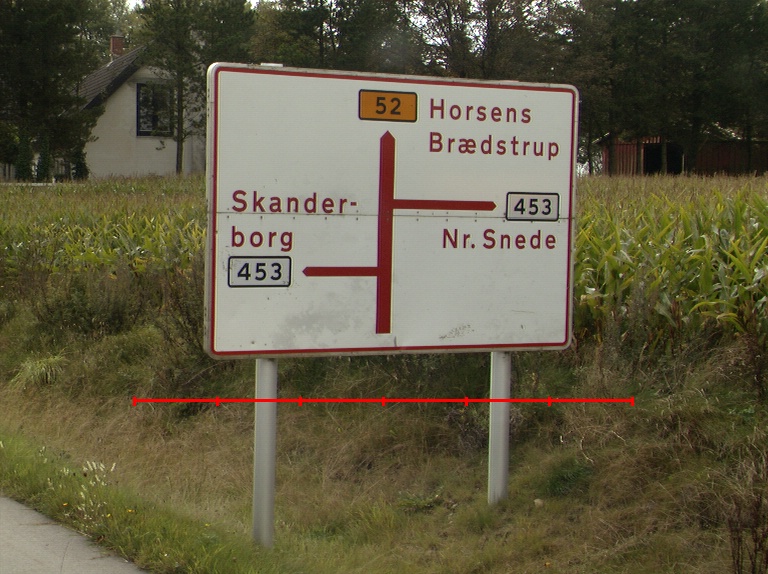 52
Horsens
Brædstrup
Skander-
borg
453
453
Nr. Snede